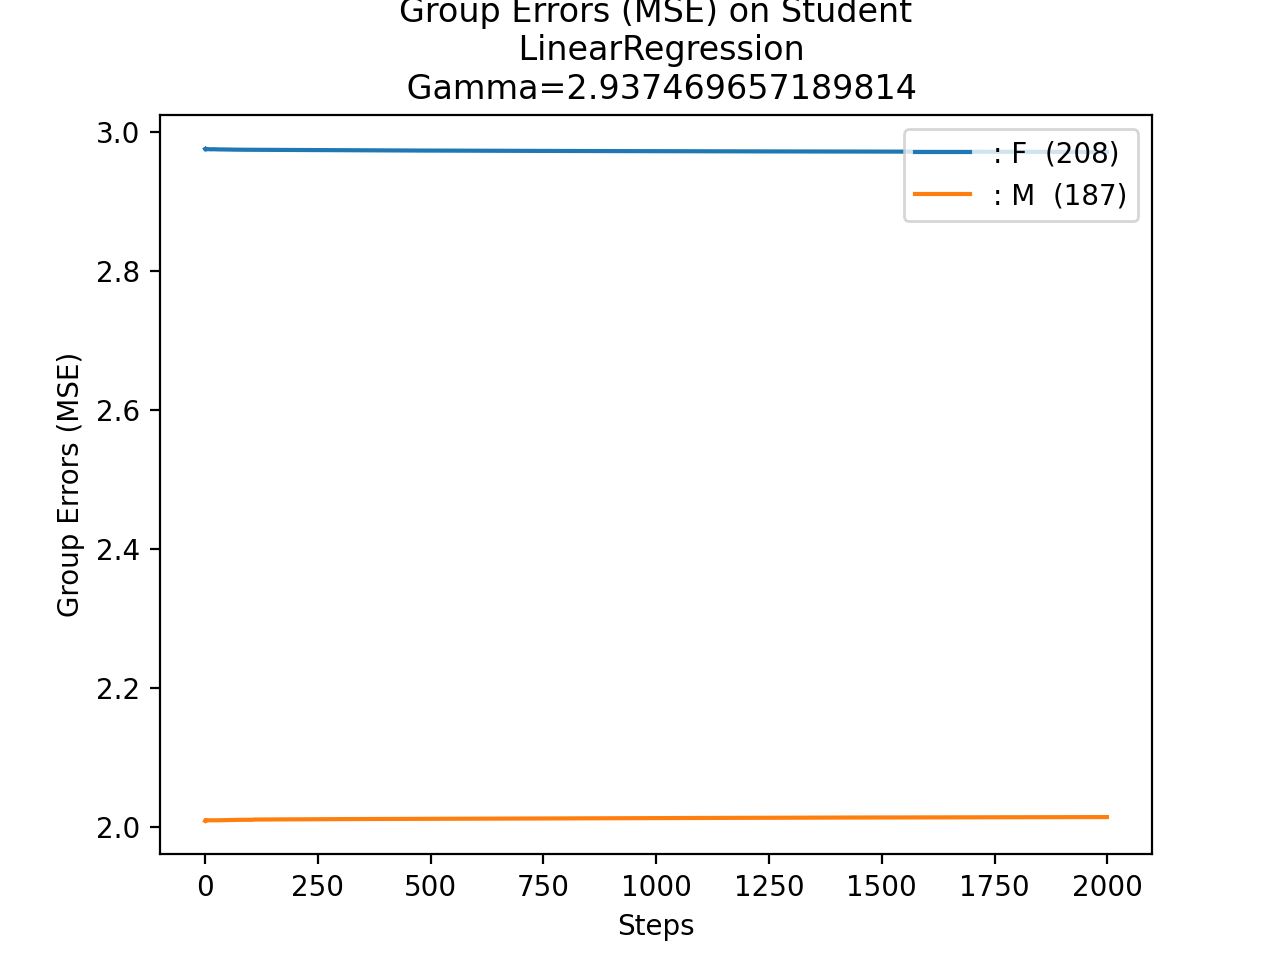 Group Errors (MSE) on Student
LinearRegression
Gamma=2.937469657189814
3.0
2.8
2.6
2.4
2.2
2.0
Group Errors (MSE)
: F (208)
: M (187)
0 250 500 750 1000 1250 1500 1750 2000
Steps